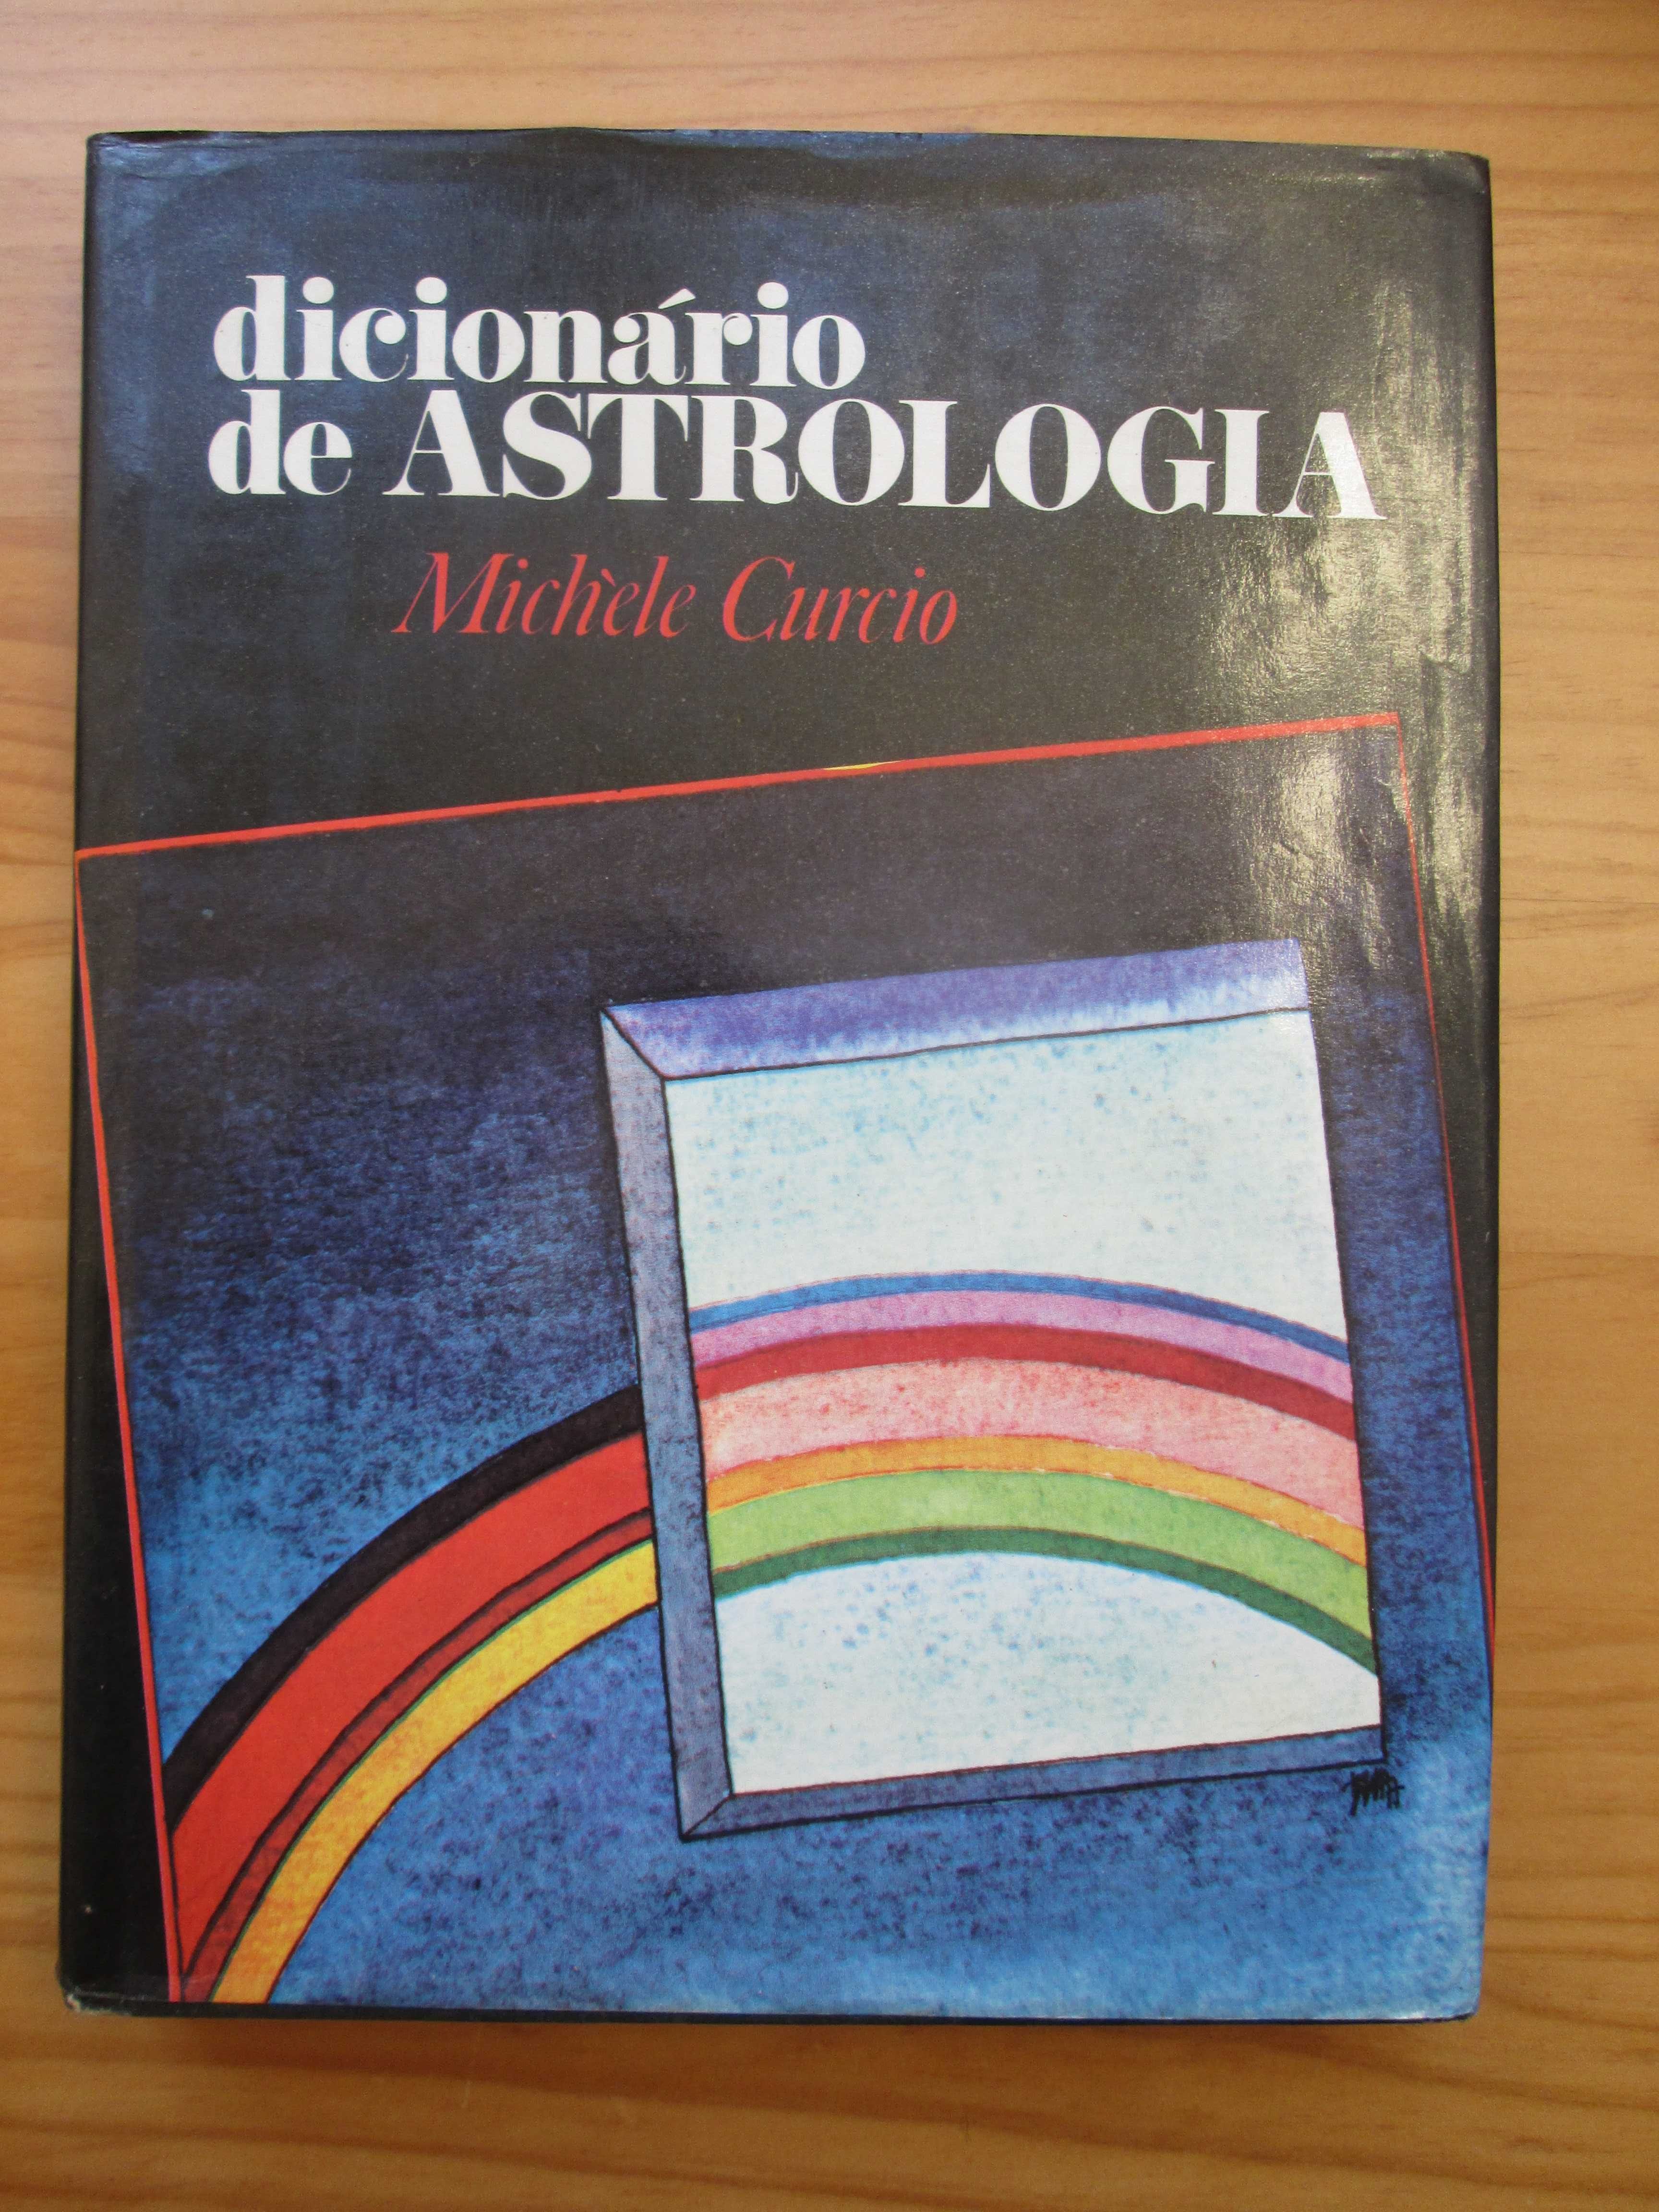 dicionário
de ASTROLOGIA
Michèle Curcio